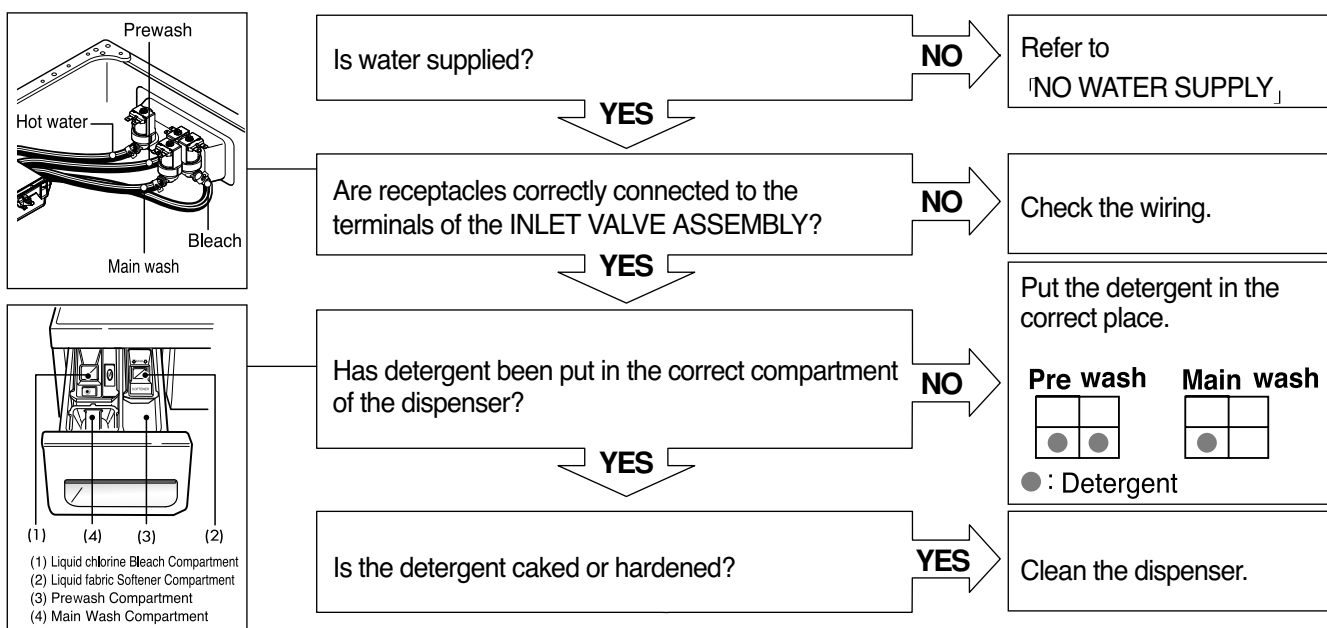 Prewash
Hot water
Bleach
Main wash
Is water supplied?
NO
Refer to
「NO WATER SUPPLY」
YES
Are receptacles correctly connected to the
terminals of the INLET VALVE ASSEMBLY?
NO
Check the wiring.
YES
SOFTENER
(1) (4) (3) (2)
(1) Liquid chlorine Bleach Compartment
(2) Liquid fabric Softener Compartment
(3) Prewash Compartment
(4) Main Wash Compartment
Has detergent been put in the correct compartment
of the dispenser?
NO
Put the detergent in the
correct place.
Pre wash Main wash
: Detergent
YES
Is the detergent caked or hardened?
YES
Clean the dispenser.